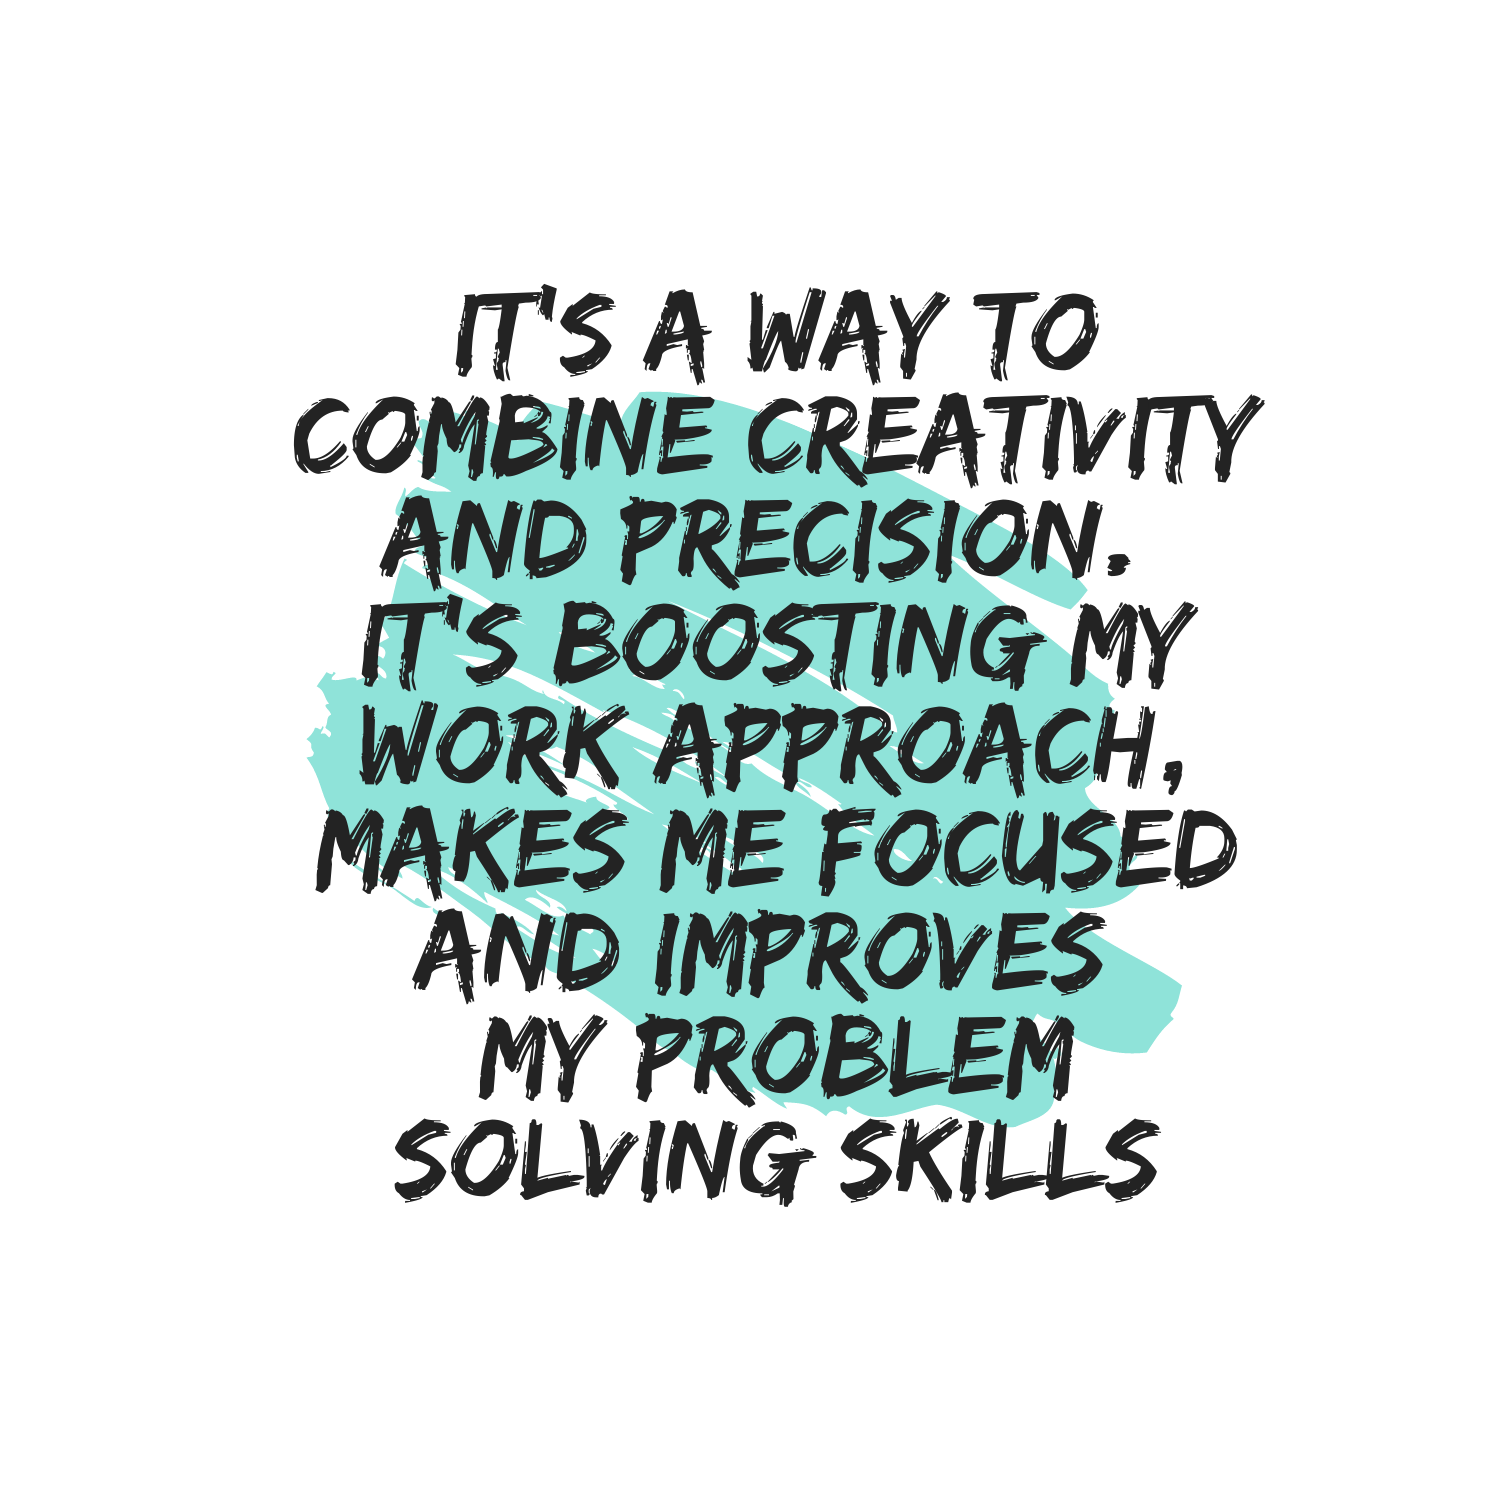 IT'S A WAY TO
COMBINE CREATIVITY
AND PRECISION.
IT'S BOOSTING MY
WORK APPROACH,
MAKES ME FOCUSED
AND IMPROVES
MY PROBLEM
SOLVING SKILLS